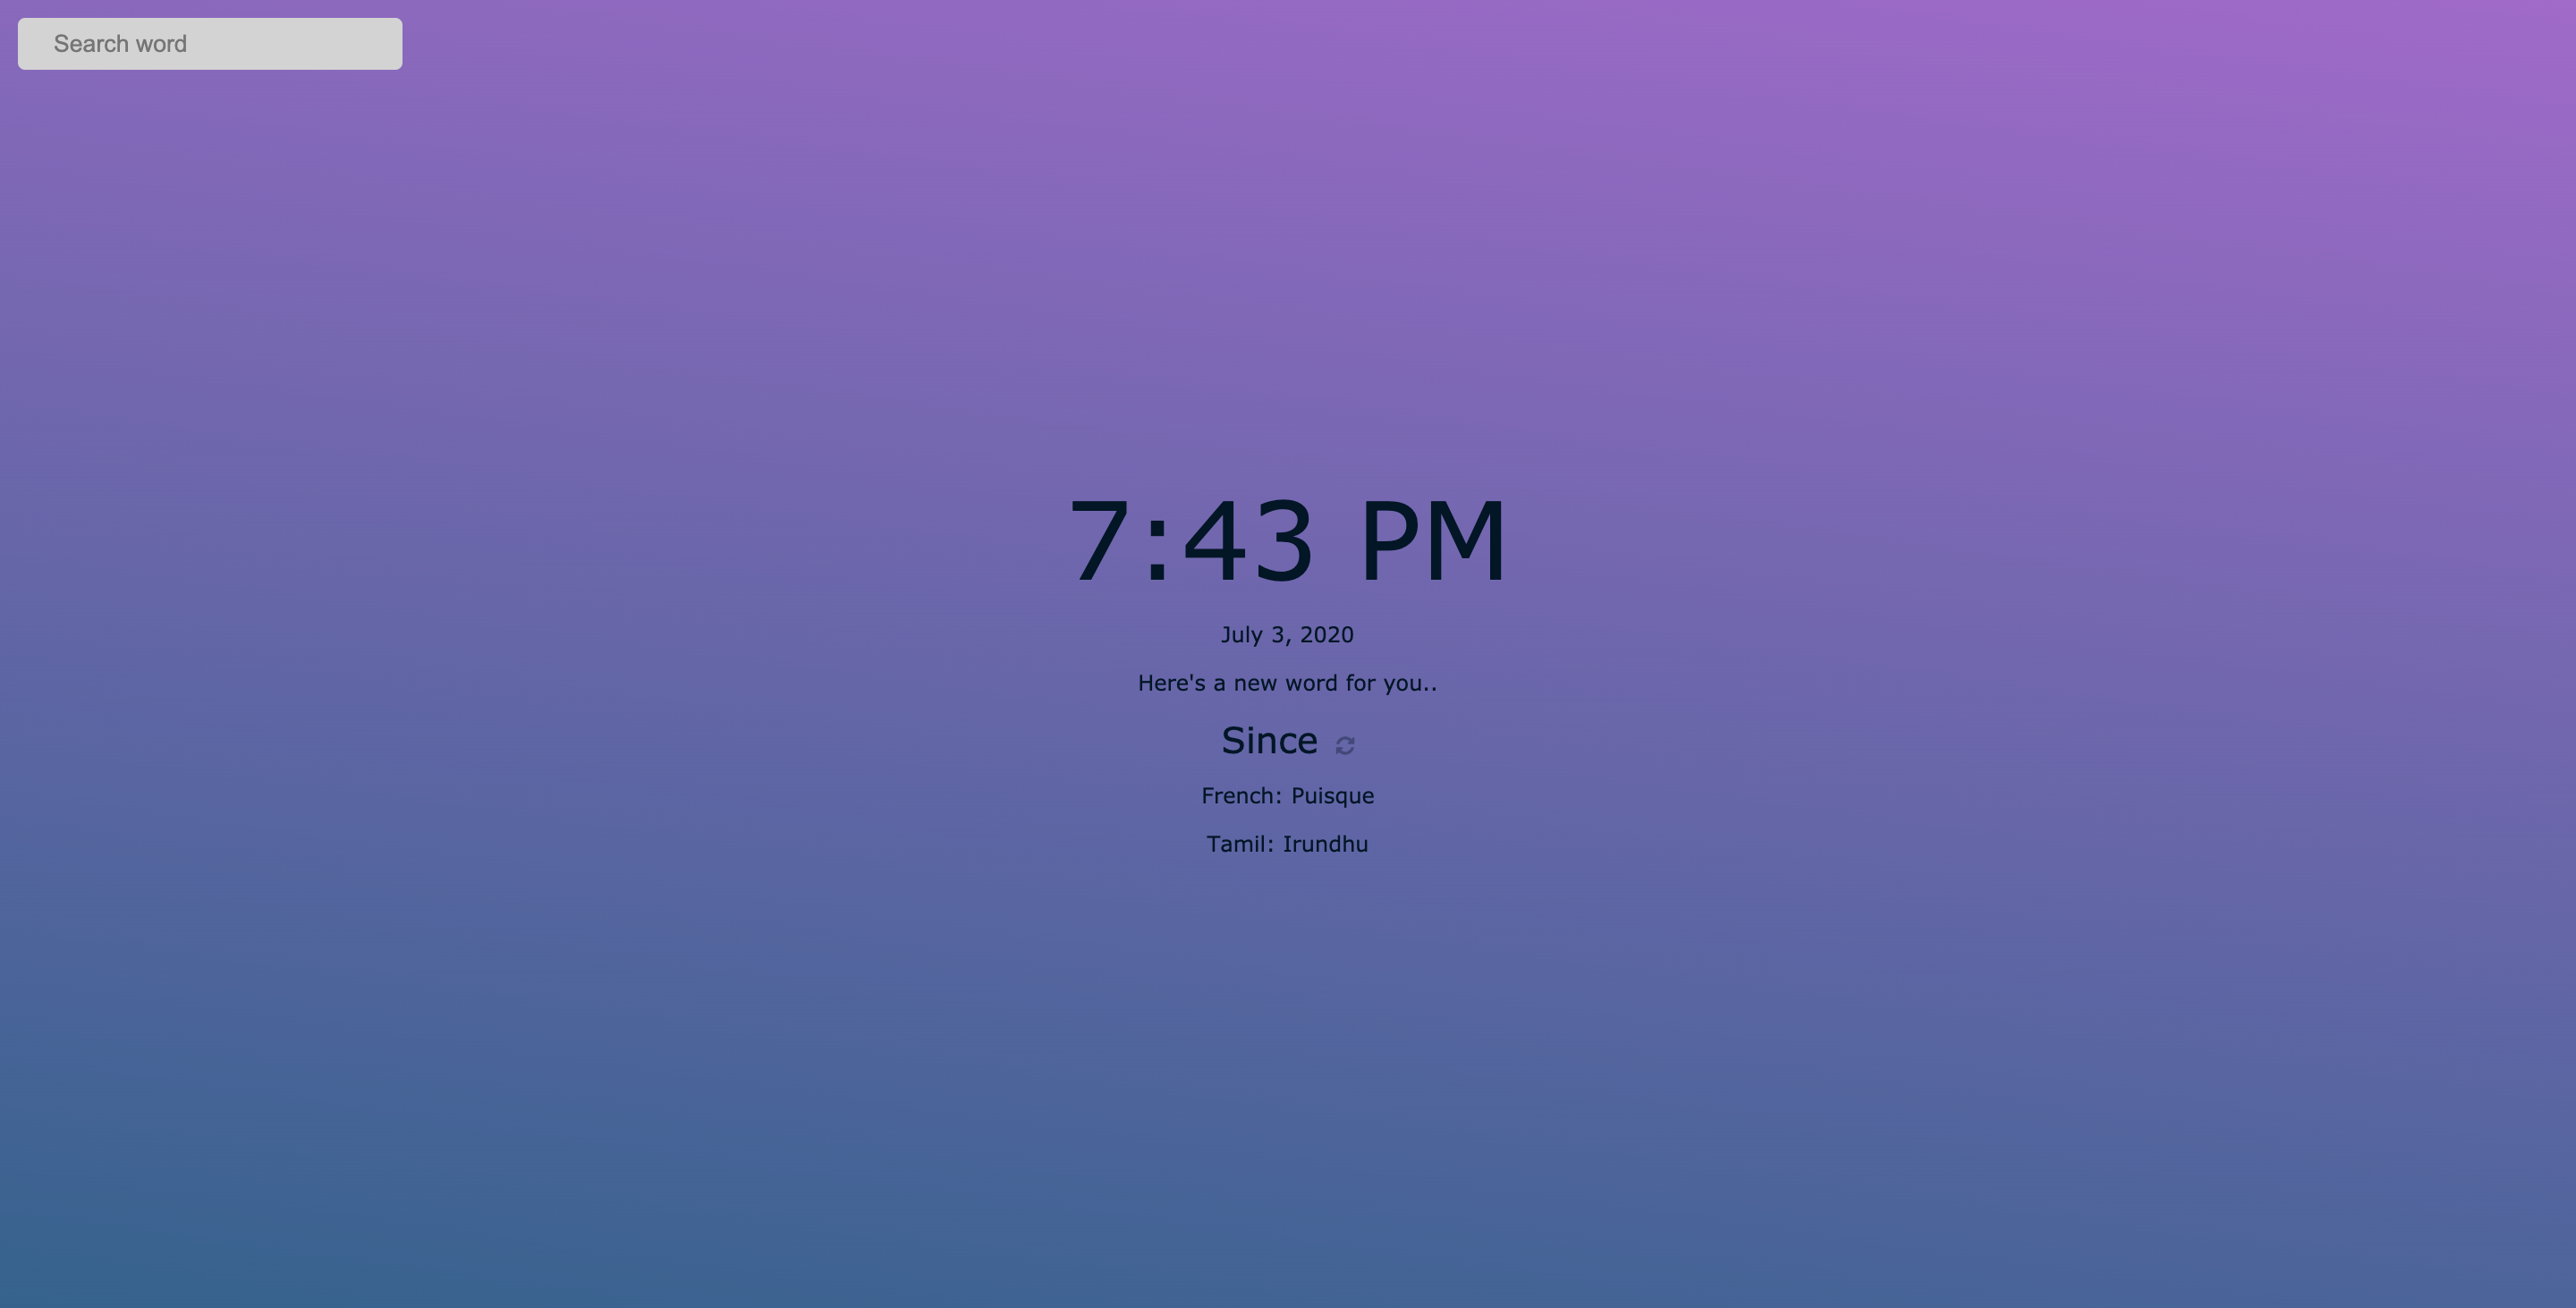 Search word
7:43 PM
July 3, 2020
Here's a new word for you..
Since
French: Puisque
Tamil: Irundhu